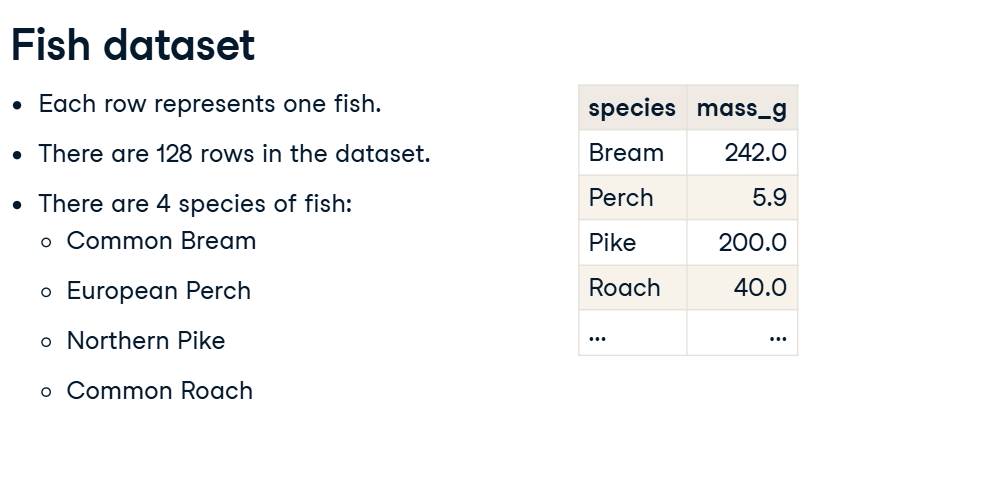 Fish dataset
• Each row represents one fish.
• There are 128 rows in the dataset.
• There are 4 species of fish:
○ Common Bream
○ European Perch
○ Northern Pike
○ Common Roach
species mass_g
Bream 242.0
Perch 5.9
Pike 200.0
Roach 40.0
... ...